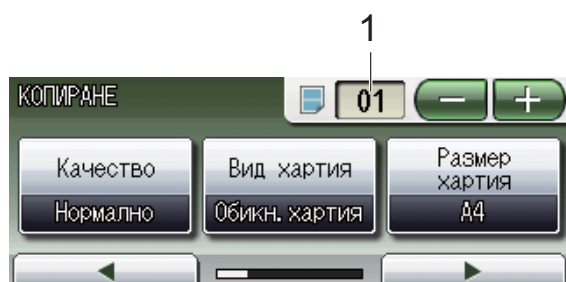 1
КОПИРАНЕ
01
Качество
Нормално
Вид хартия
Обикн. хартия
Размер
хартия
A4